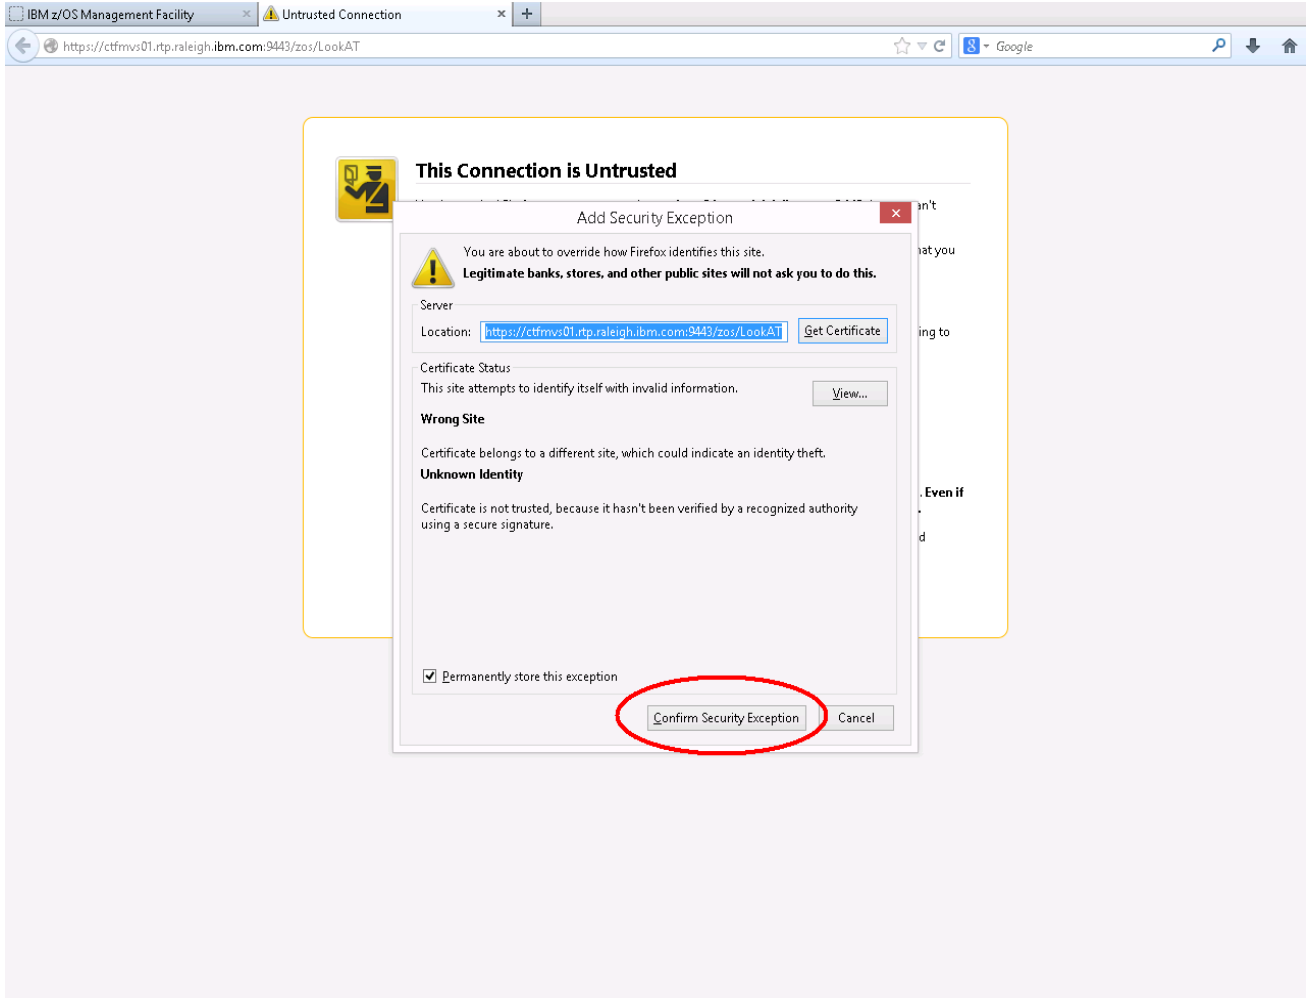 IBM z/OS Management Facility
Untrusted Connection
https://ctfmvs01.rtp.raleigh.ibm.com:9443/zos/LookAT
Google
This Connection is Untrusted
an't
Add Security Exception
You are about to override how Firefox identifies this site.
hat you
Legitimate banks, stores, and other public sites will not ask you to do this.
Server
Location: https://ctfmvs01.rtp.raleigh.ibm.com:9443/zos/LookAT Get Certificate
ing to
Certificate Status
This site attempts to identify itself with invalid information.
View...
Wrong Site
Certificate belongs to a different site, which could indicate an identity theft.
Unknown Identity
. Even if
Certificate is not trusted, because it hasn't been verified by a recognized authority
using a secure signature.
d
Permanently store this exception
Confirm Security Exception Cancel